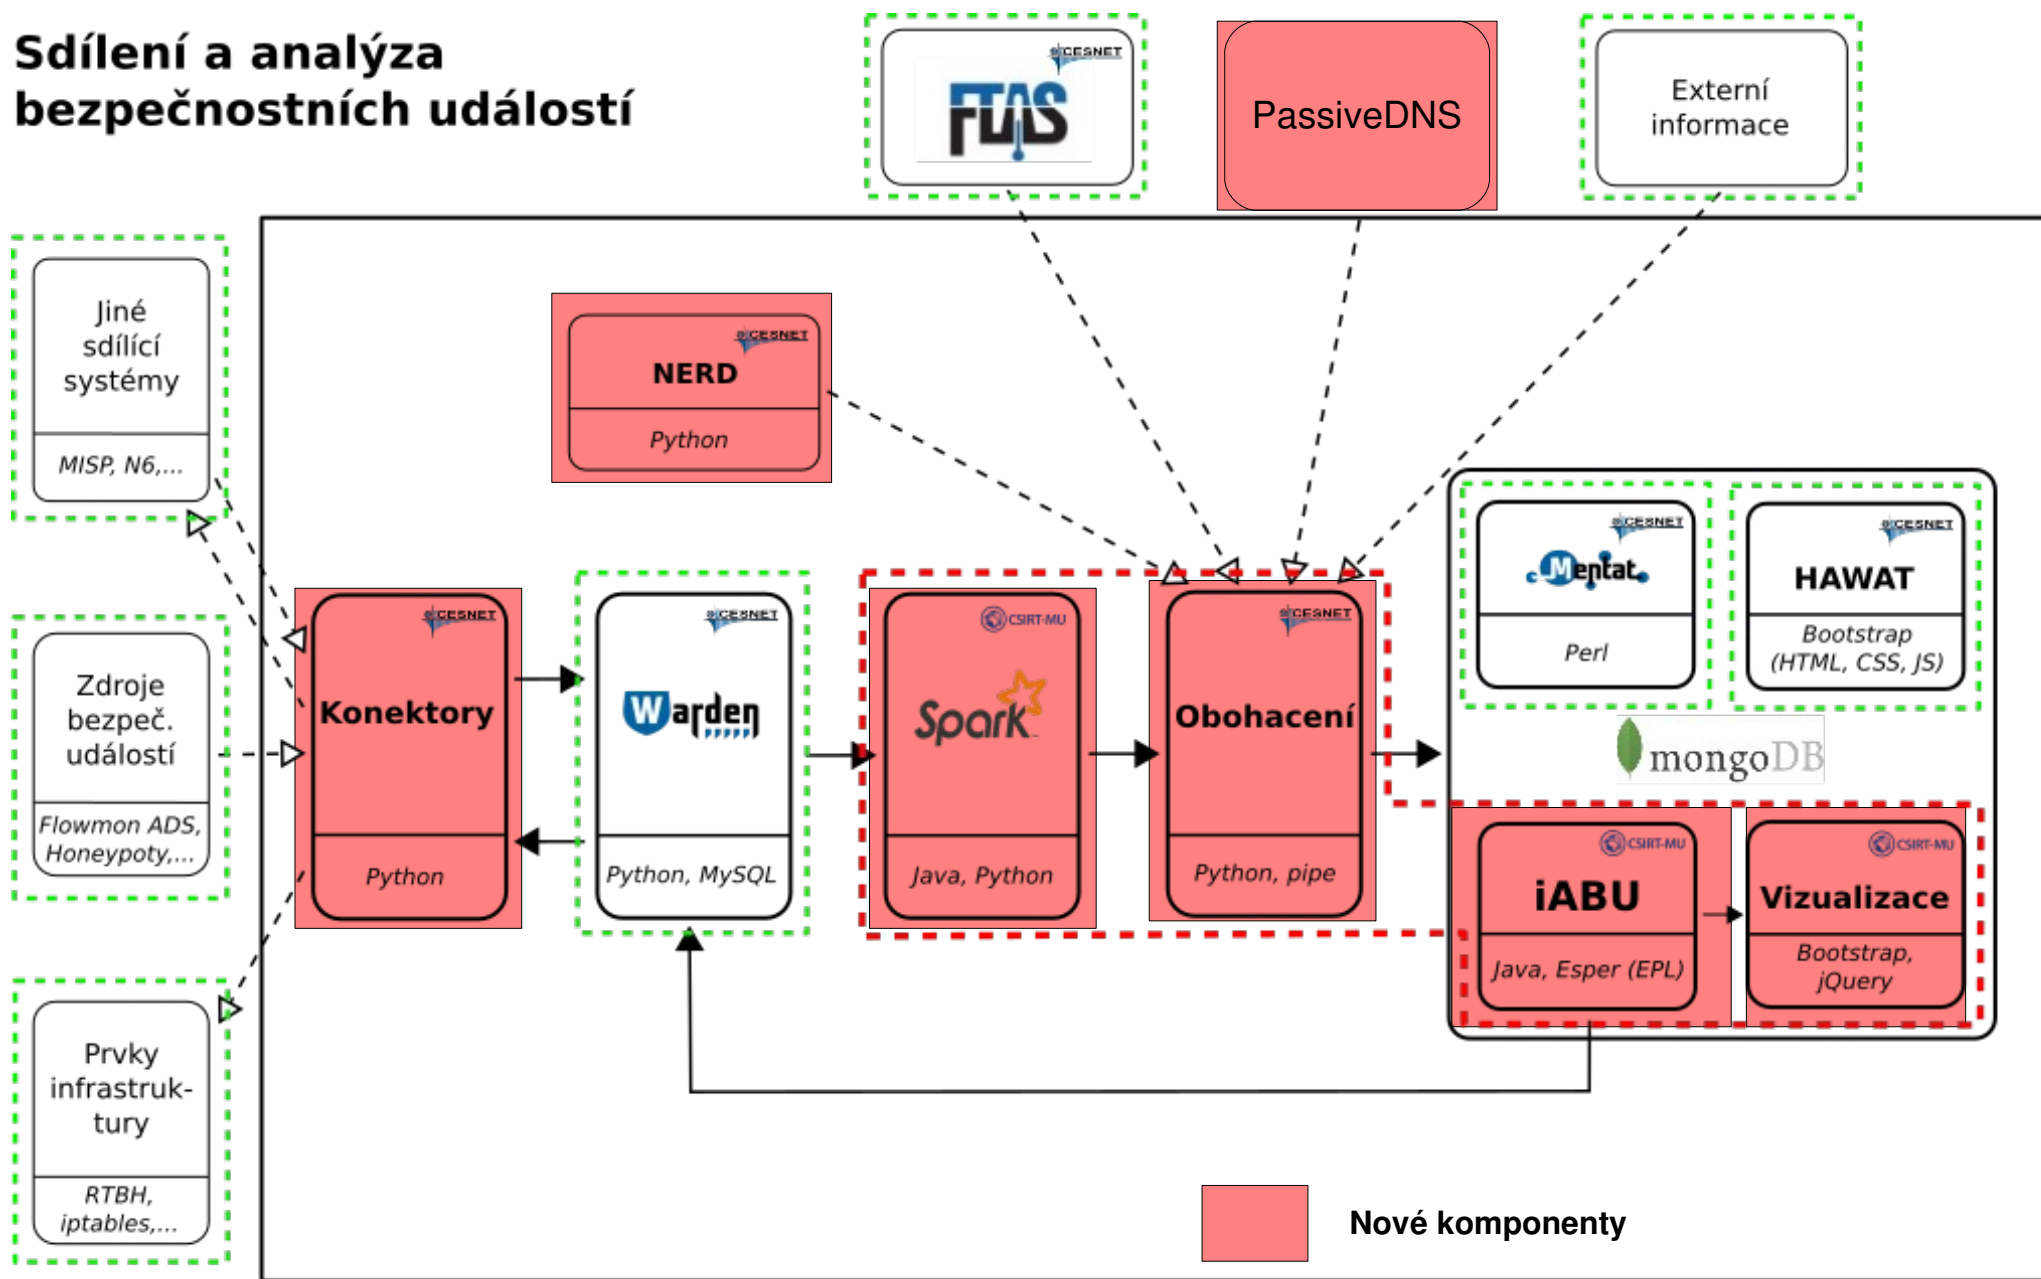 Sdílení a analýza
bezpečnostních událostí
CESNET
FTAS
PassiveDNS
Externí
informace
Jiné
sdílící
systémy
MISP, N6,...
CESNET
NERD
Python
Zdroje
bezpeč.
událostí
Flowmon ADS,
Honeypoty,...
CESNET
Konektory
Python
CESNET
Warden
Python, MySQL
CSIRT-MU
Spark
Java, Python
CESNET
Obohacení
Python, pipe
CESNET
Mentat
Perl
CESNET
HAWAT
Bootstrap
(HTML, CSS, JS)
mongoDB
CSIRT-MU
iABU
Java, Esper (EPL)
CSIRT-MU
Vizualizace
Bootstrap,
jQuery
Prvky
infrastruk-
tury
RTBH,
iptables,...
Nové komponenty